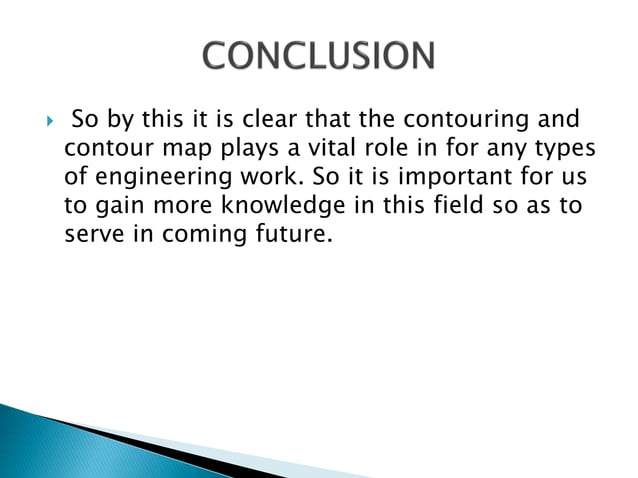 CONCLUSION
So by this it is clear that the contouring and
contour map plays a vital role in for any types
of engineering work. So it is important for us
to gain more knowledge in this field so as to
serve in coming future.